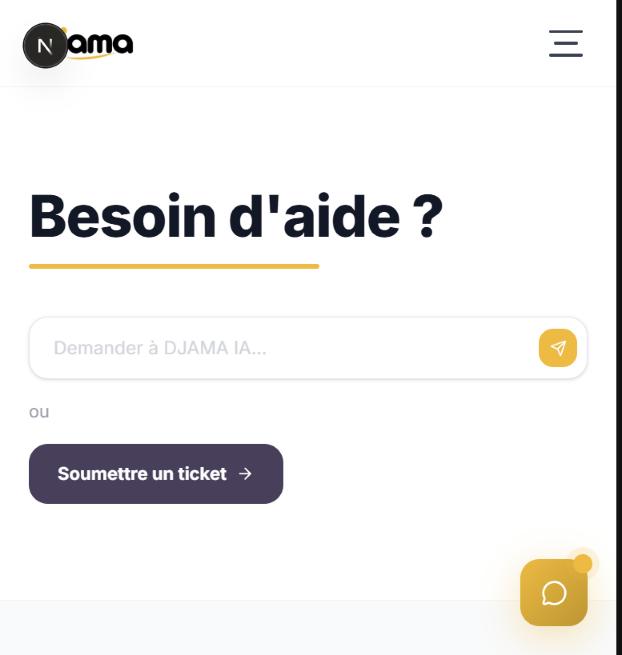 N
ama
Besoin d'aide ?
Demander à DJAMA IA...
ou
Soumettre un ticket →